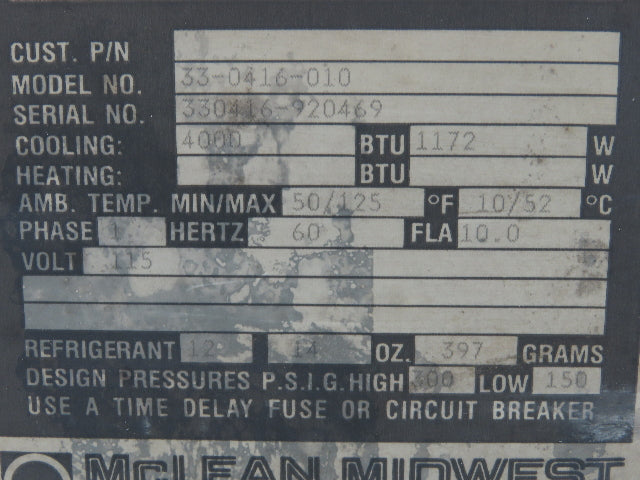 CUST. P/N
MODEL NO. 33-0416-010
SERIAL NO. 330416-920469
COOLING: 4000 BTU 1172 W
HEATING: BTU W
AMB. TEMP. MIN/MAX 50/125 °F 10/52 °C
PHASE 1 HERTZ 60 FLA 10.0
VOLT 115
REFRIGERANT 12 14 OZ. 397 GRAMS
DESIGN PRESSURES P.S.I.G. HIGH 300 LOW 150
USE A TIME DELAY FUSE OR CIRCUIT BREAKER
McLEAN MIDWEST